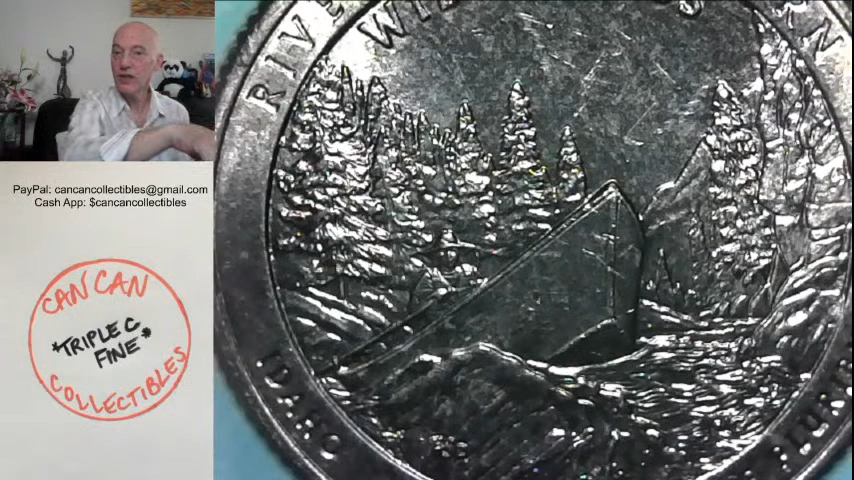 PayPal: cancancollectibles@gmail.com
Cash App: $cancancollectibles
CAN CAN
*TRIPLE C
FINE*
COLLECTIBLES
RIVE
IDAHO